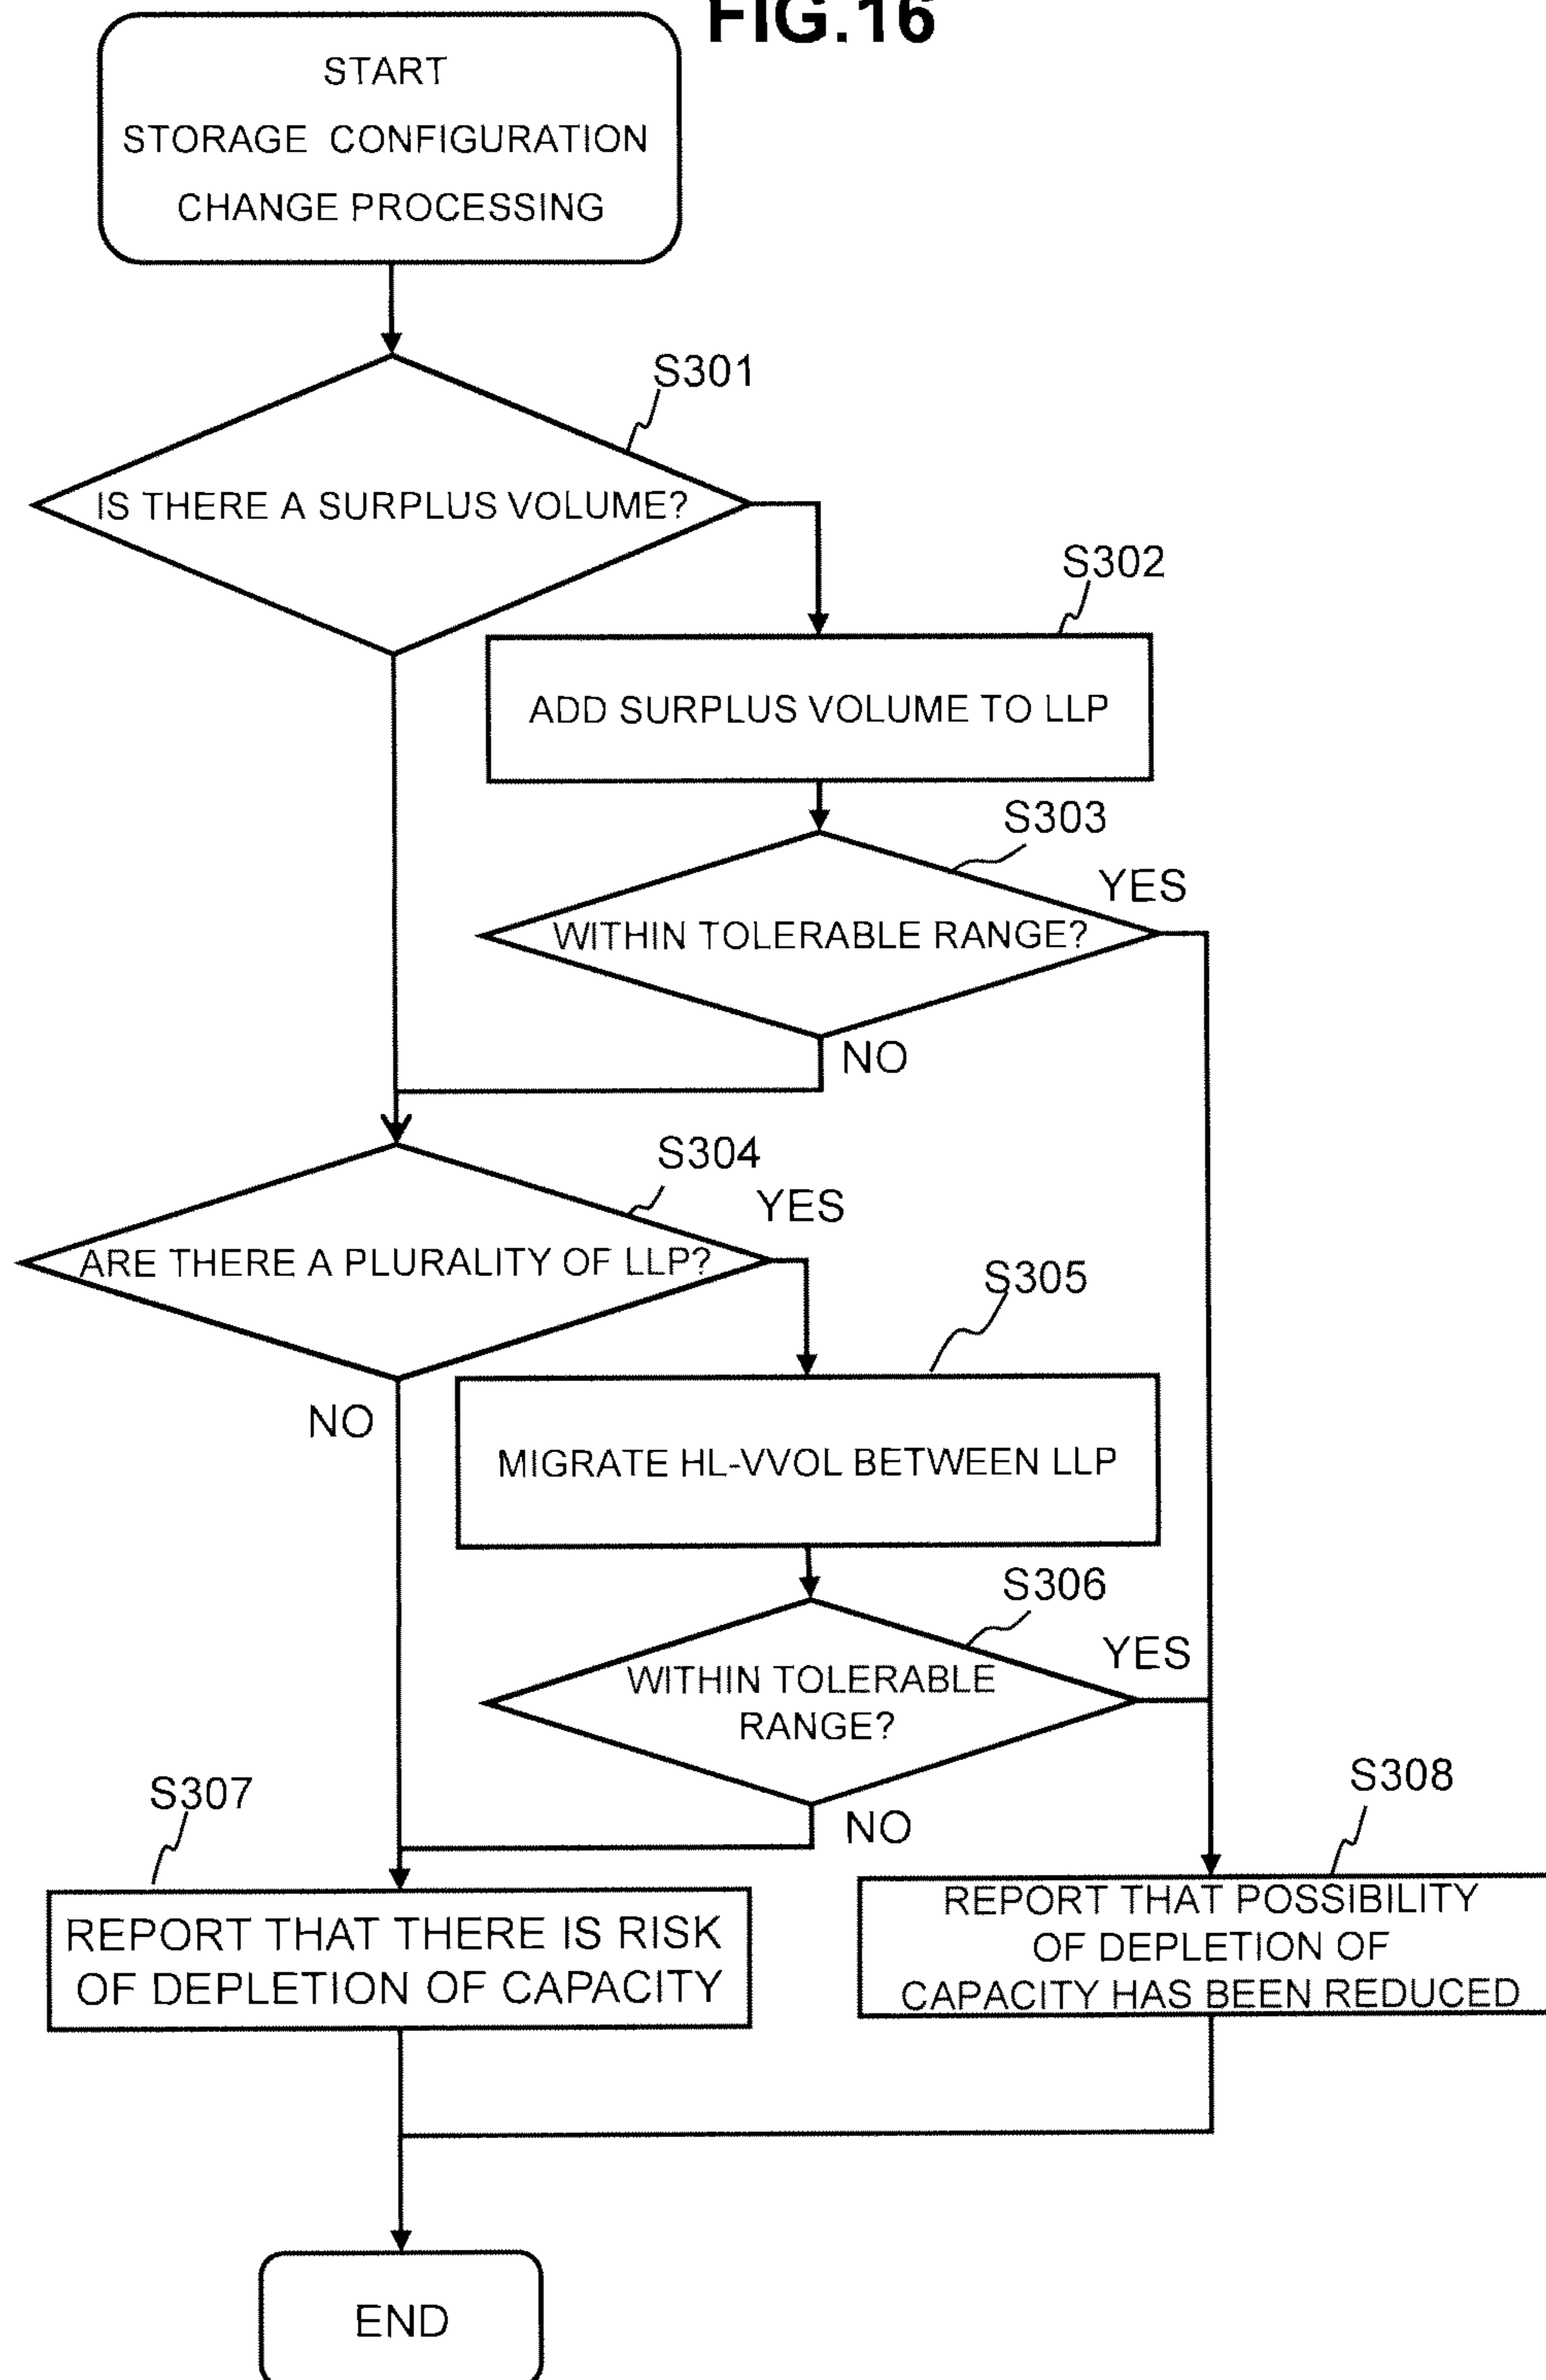 FIG.16
START
STORAGE CONFIGURATION
CHANGE PROCESSING
S301
IS THERE A SURPLUS VOLUME?
S302
ADD SURPLUS VOLUME TO LLP
S303
YES
WITHIN TOLERABLE RANGE?
NO
S304
YES
ARE THERE A PLURALITY OF LLP?
S305
NO
MIGRATE HL-VVOL BETWEEN LLP
S306
YES
WITHIN TOLERABLE
RANGE?
S307
S308
NO
REPORT THAT THERE IS RISK
OF DEPLETION OF CAPACITY
REPORT THAT POSSIBILITY
OF DEPLETION OF
CAPACITY HAS BEEN REDUCED
END